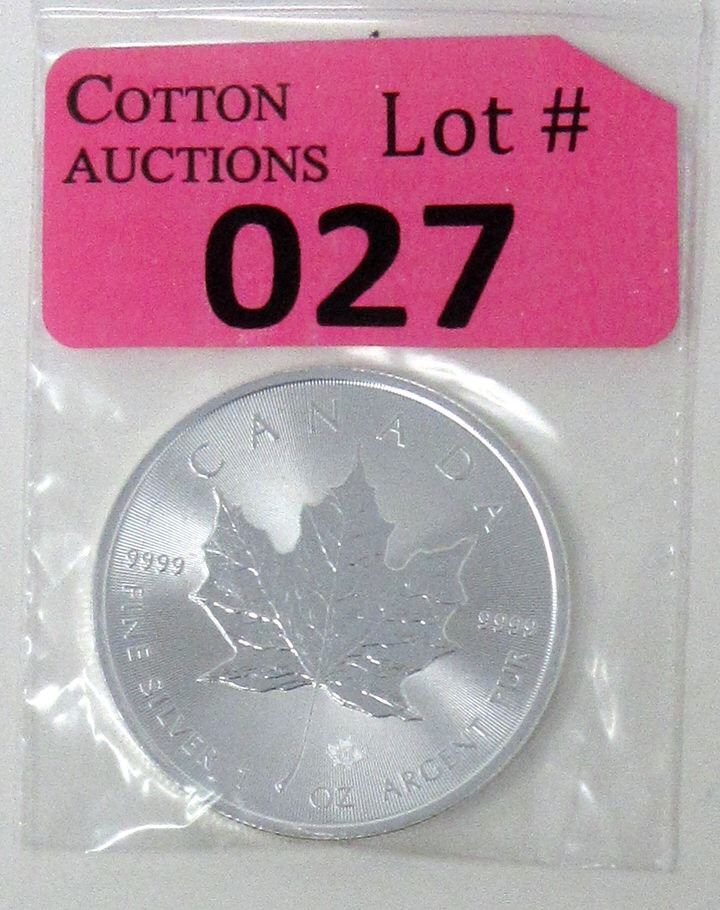 COTTON
AUCTIONS
Lot #
027
CANADA
9999
9999
FINE SILVER 1 OZ ARGENT PUR